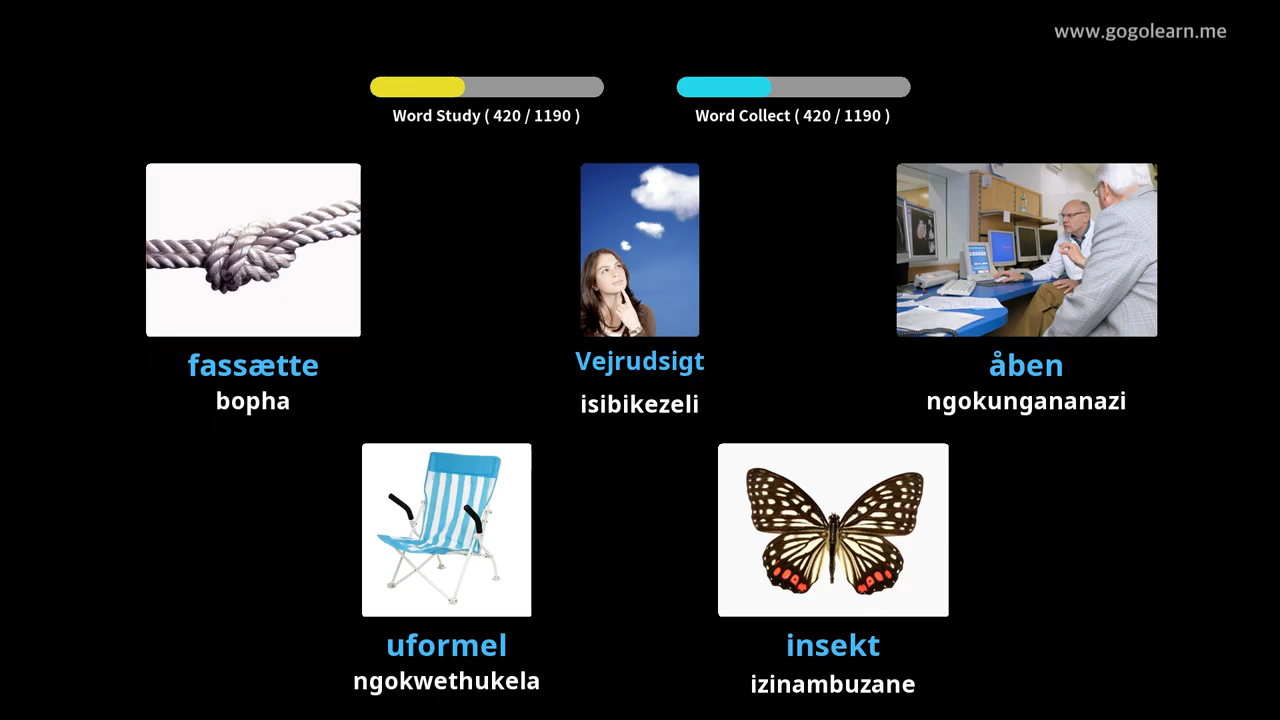 www.gogolearn.me
Word Study ( 420 / 1190 )
Word Collect ( 420 / 1190 )
fassætte
bopha
Vejrudsigt
isibikezeli
åben
ngokungananazi
uformel
ngokwethukela
insekt
izinambuzane